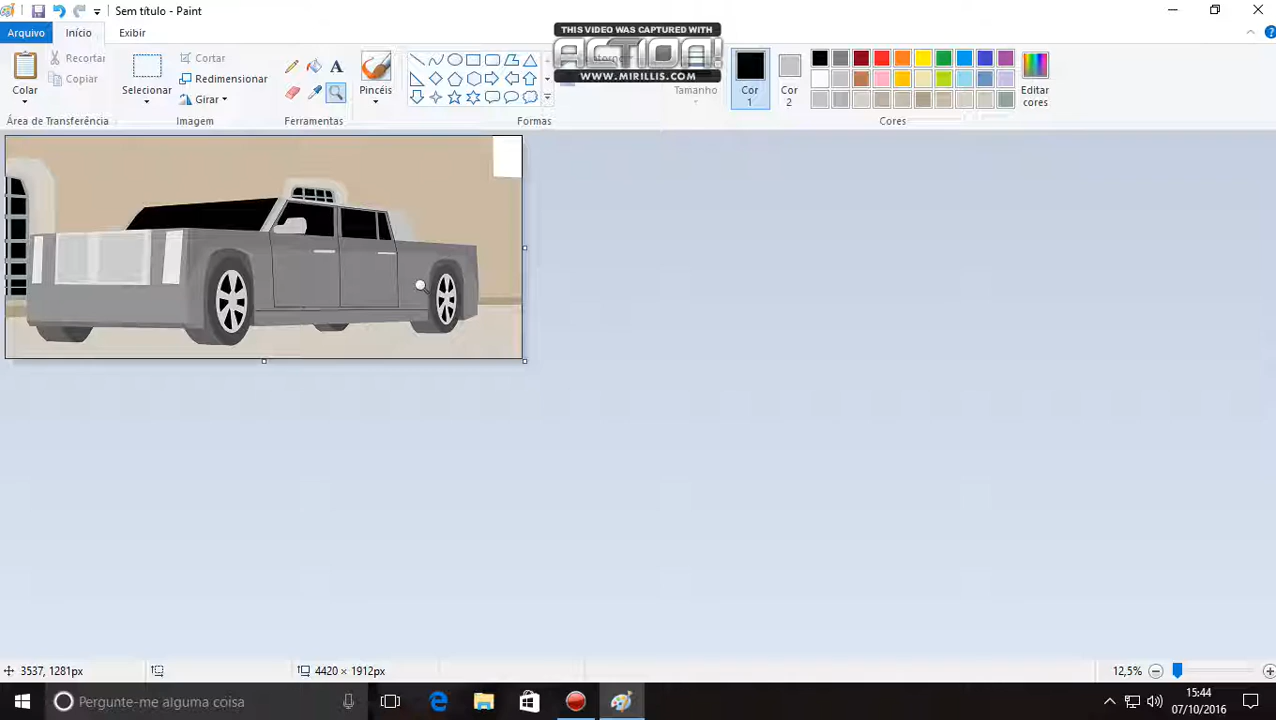 Sem título - Paint
THIS VIDEO WAS CAPTURED WITH
ACTION!
WWW.MIRILLIS.COM
Arquivo
Início
Exibir
Colar
Recortar
Copiar
Área de Transferência
Selecionar
Cortar
Redimensionar
Girar
Imagem
A
Ferramentas
Pincéis
Formas
Tamanho
Cor
1
Cor
2
Cores
Editar
cores
3537, 1281px
4420 × 1912px
12,5%
Pergunte-me alguma coisa
15:44
07/10/2016